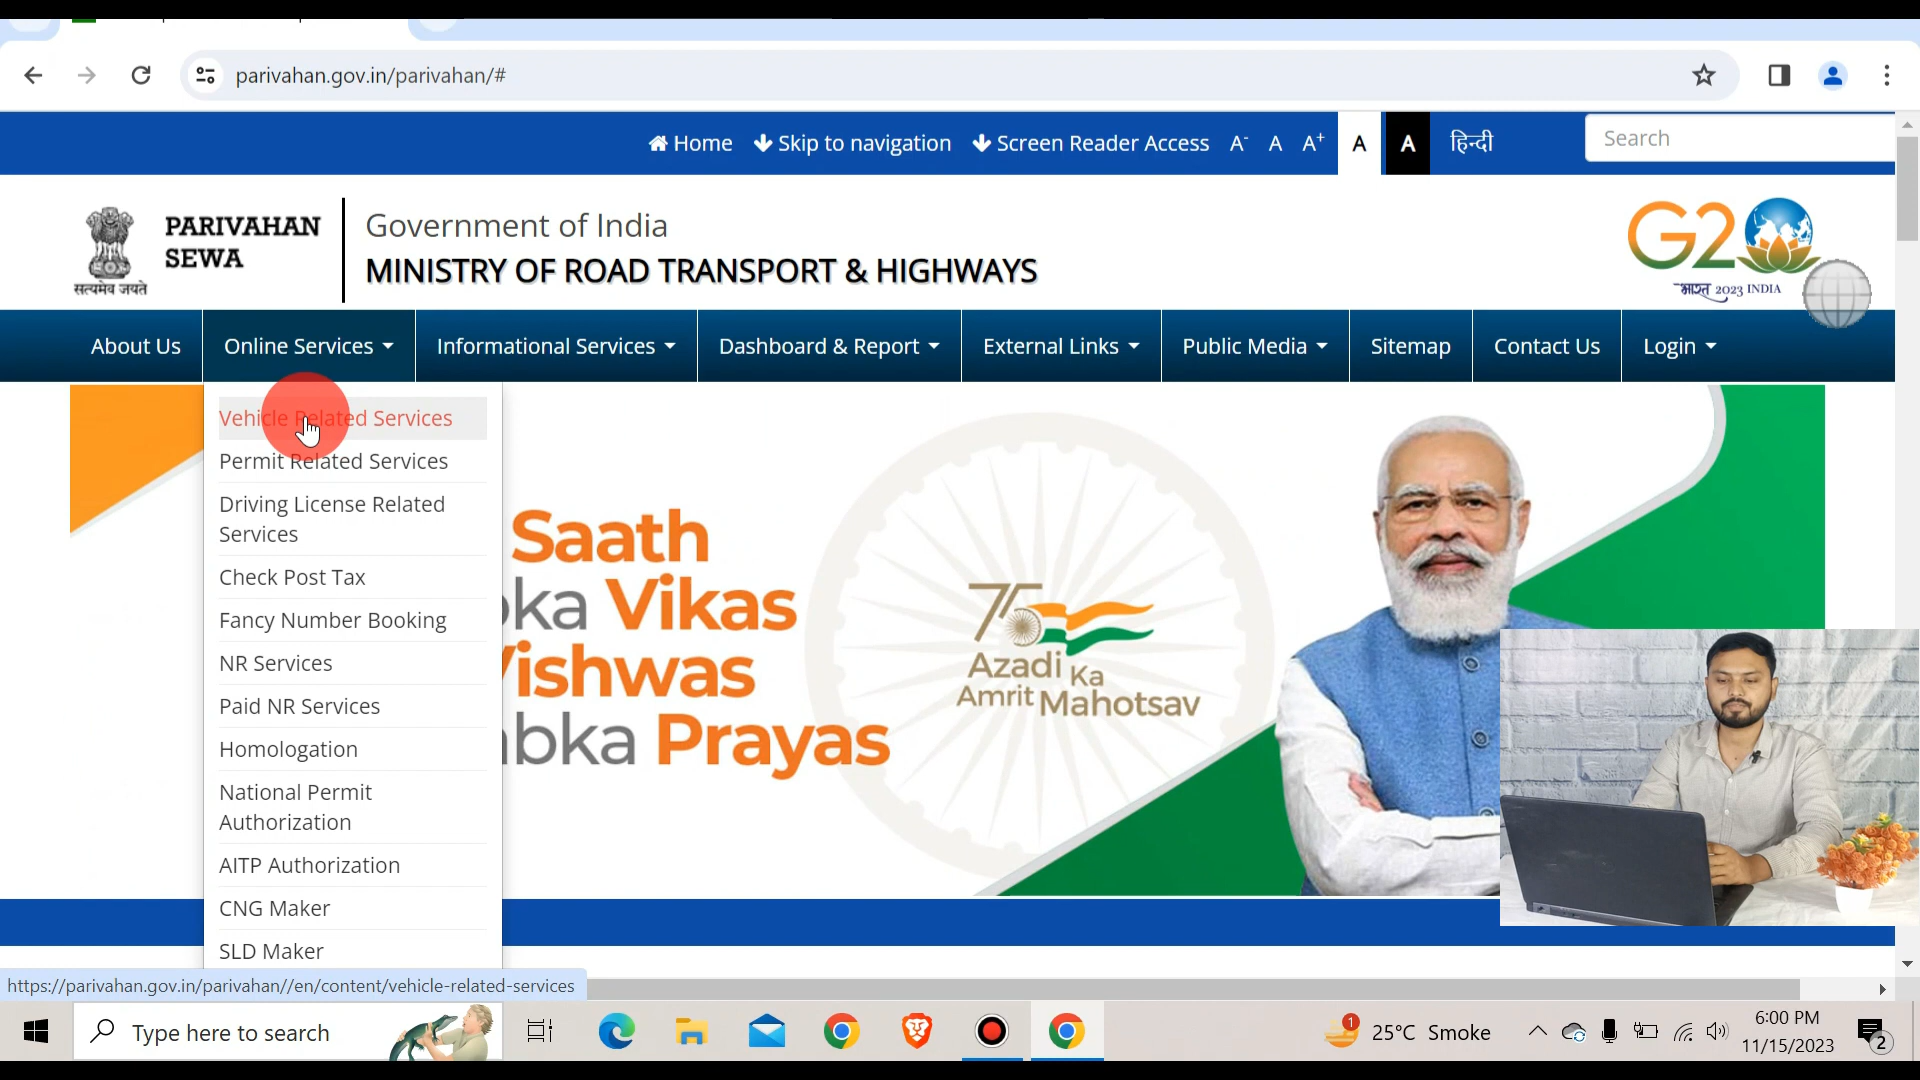 parivahan.gov.in/parivahan/#
Home Skip to navigation Screen Reader Access A- A A+ A A हिन्दी Search
PARIVAHAN
SEWA
सत्यमेव जयते
Government of India
MINISTRY OF ROAD TRANSPORT & HIGHWAYS
G20
भारत 2023 INDIA
About Us Online Services Informational Services Dashboard & Report External Links Public Media Sitemap Contact Us Login
Vehicle Related Services
Permit Related Services
Driving License Related
Services
Check Post Tax
Fancy Number Booking
NR Services
Paid NR Services
Homologation
National Permit
Authorization
AITP Authorization
CNG Maker
SLD Maker
Saath
ka Vikas
Vishwas
bka Prayas
75
Azadi Ka
Amrit Mahotsav
https://parivahan.gov.in/parivahan//en/content/vehicle-related-services
Type here to search
1
25°C Smoke
6:00 PM
11/15/2023
2